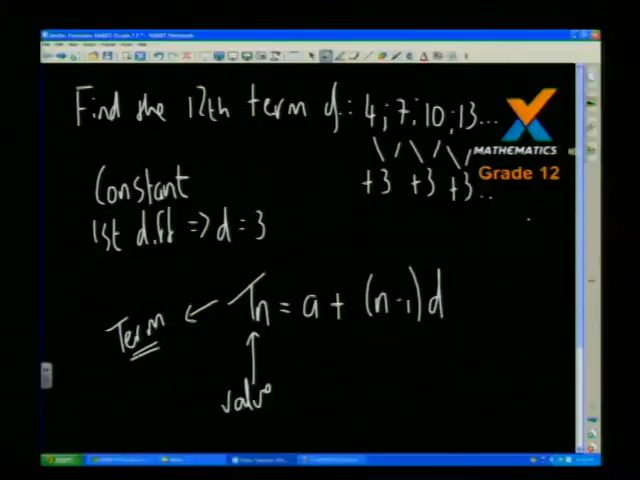 Find the 12th term of: 4; 7; 10; 13...
MATHEMATICS
Grade 12
+3 +3 +3...
Constant
1st diff => d = 3
Tn = a + (n-1)d
Term
value